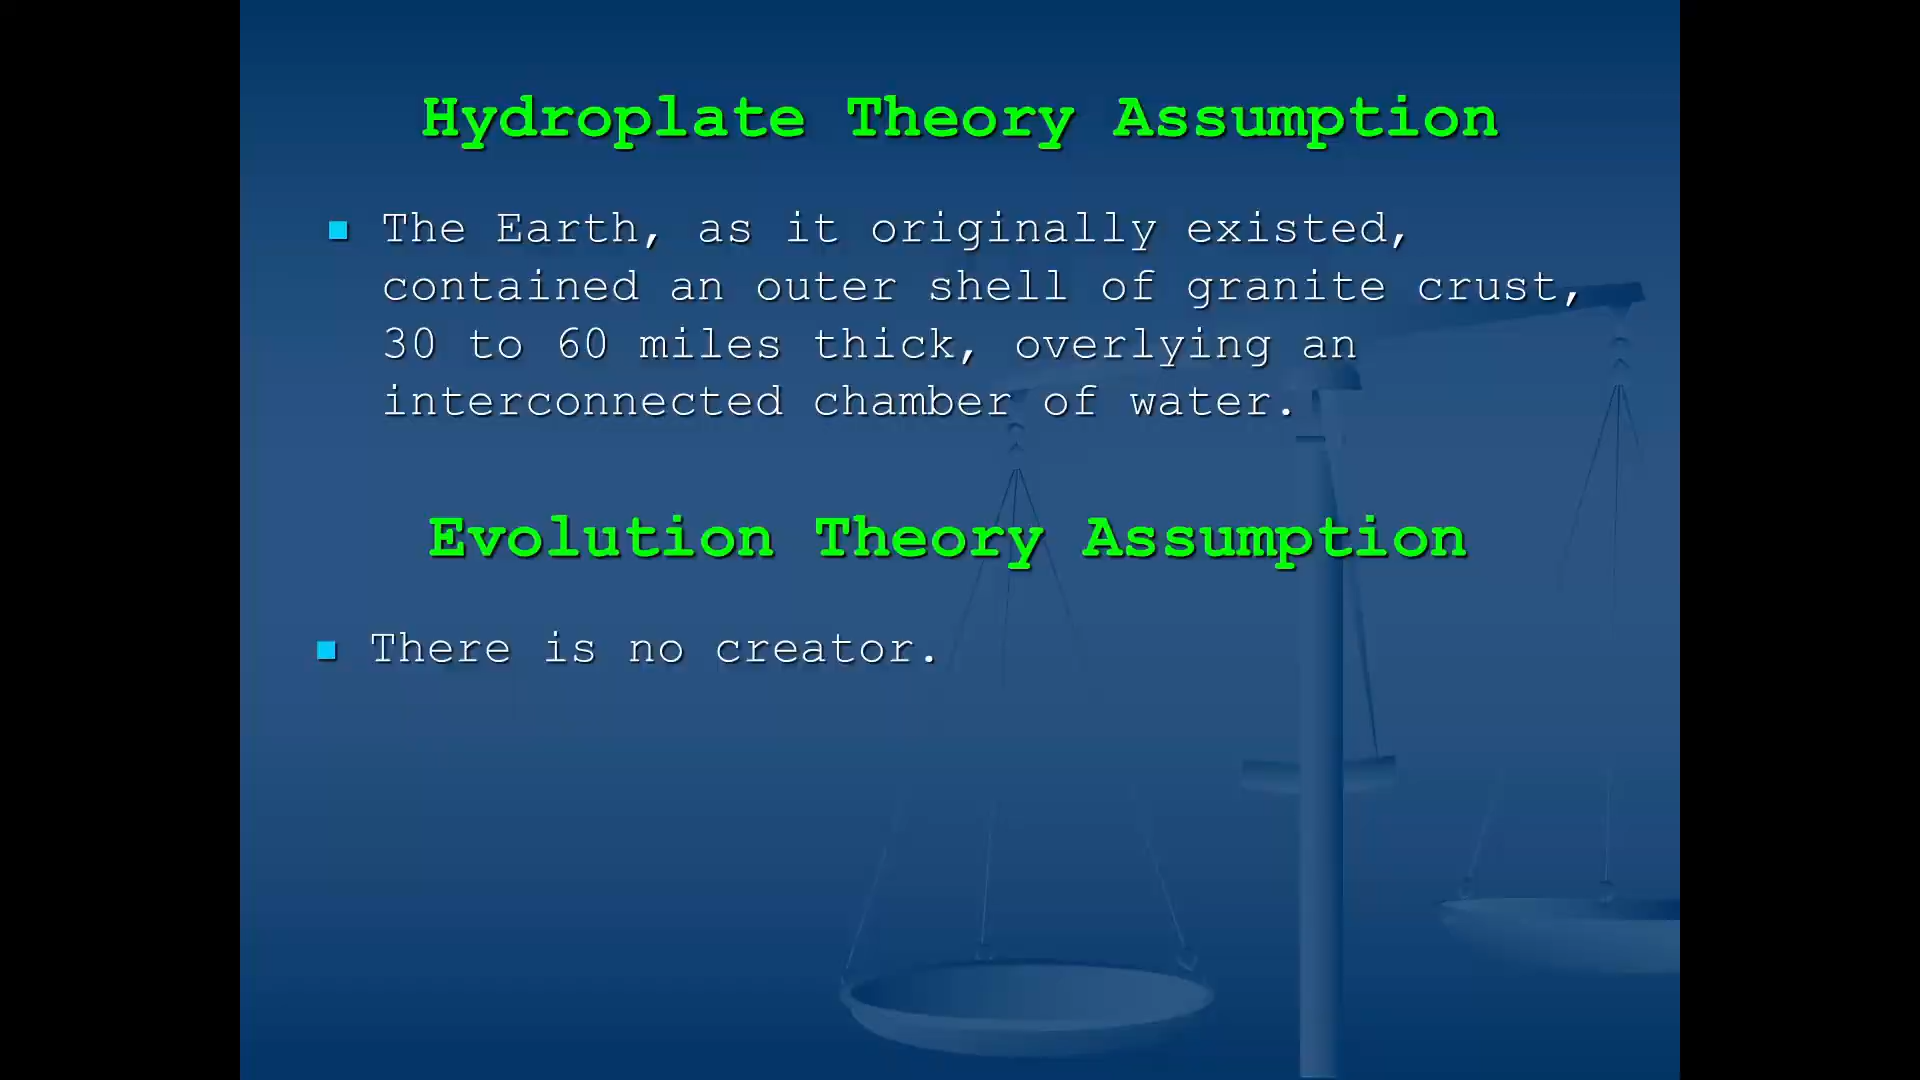 Hydroplate Theory Assumption
The Earth, as it originally existed,
contained an outer shell of granite crust,
30 to 60 miles thick, overlying an
interconnected chamber of water.
Evolution Theory Assumption
There is no creator.